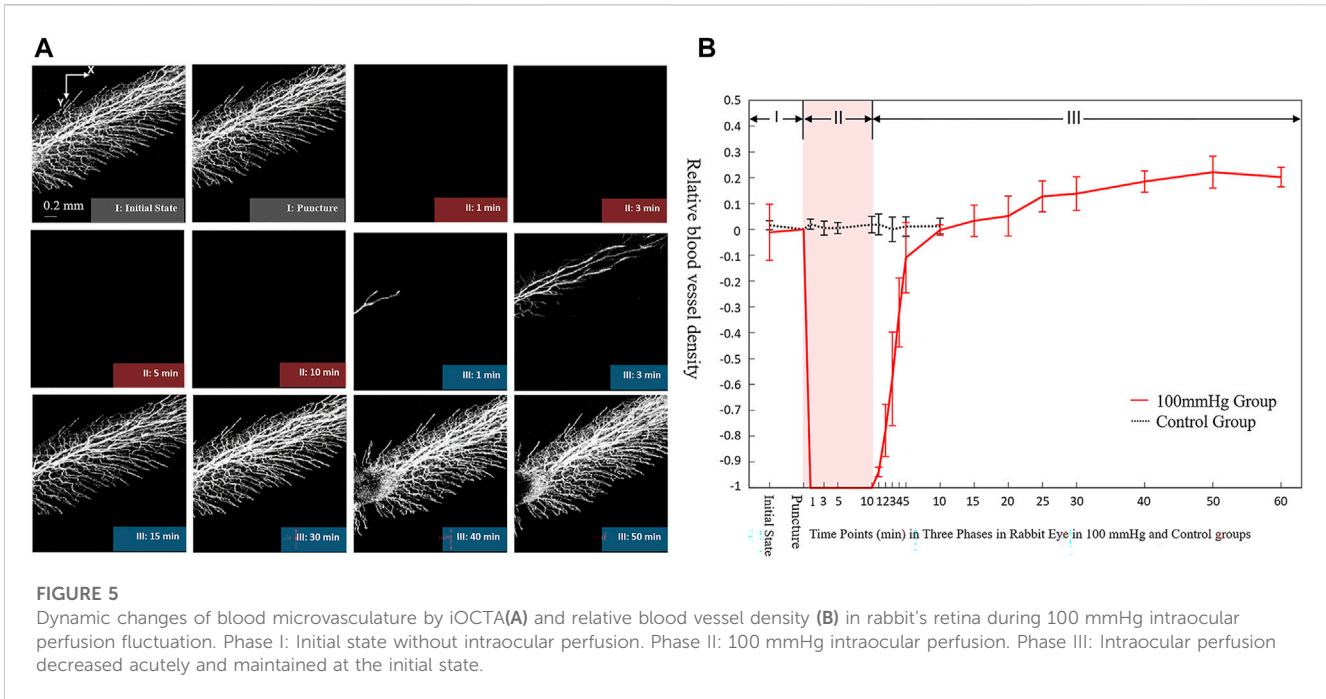 A
X
Y
0.2 mm
I: Initial State
I: Puncture
II: 1 min
II: 3 min
II: 5 min
II: 10 min
III: 1 min
III: 3 min
III: 15 min
III: 30 min
III: 40 min
III: 50 min
B
Relative blood vessel density
0.5
0.4
0.3
0.2
0.1
0
-0.1
-0.2
-0.3
-0.4
-0.5
-0.6
-0.7
-0.8
-0.9
-1
I
II
III
100mmHg Group
Control Group
Initial State
Puncture
1 3 5 10 12345 10 15 20 25 30 40 50 60
Time Points (min) in Three Phases in Rabbit Eye in 100 mmHg and Control groups
FIGURE 5
Dynamic changes of blood microvasculature by iOCTA(A) and relative blood vessel density (B) in rabbit's retina during 100 mmHg intraocular
perfusion fluctuation. Phase I: Initial state without intraocular perfusion. Phase II: 100 mmHg intraocular perfusion. Phase III: Intraocular perfusion
decreased acutely and maintained at the initial state.